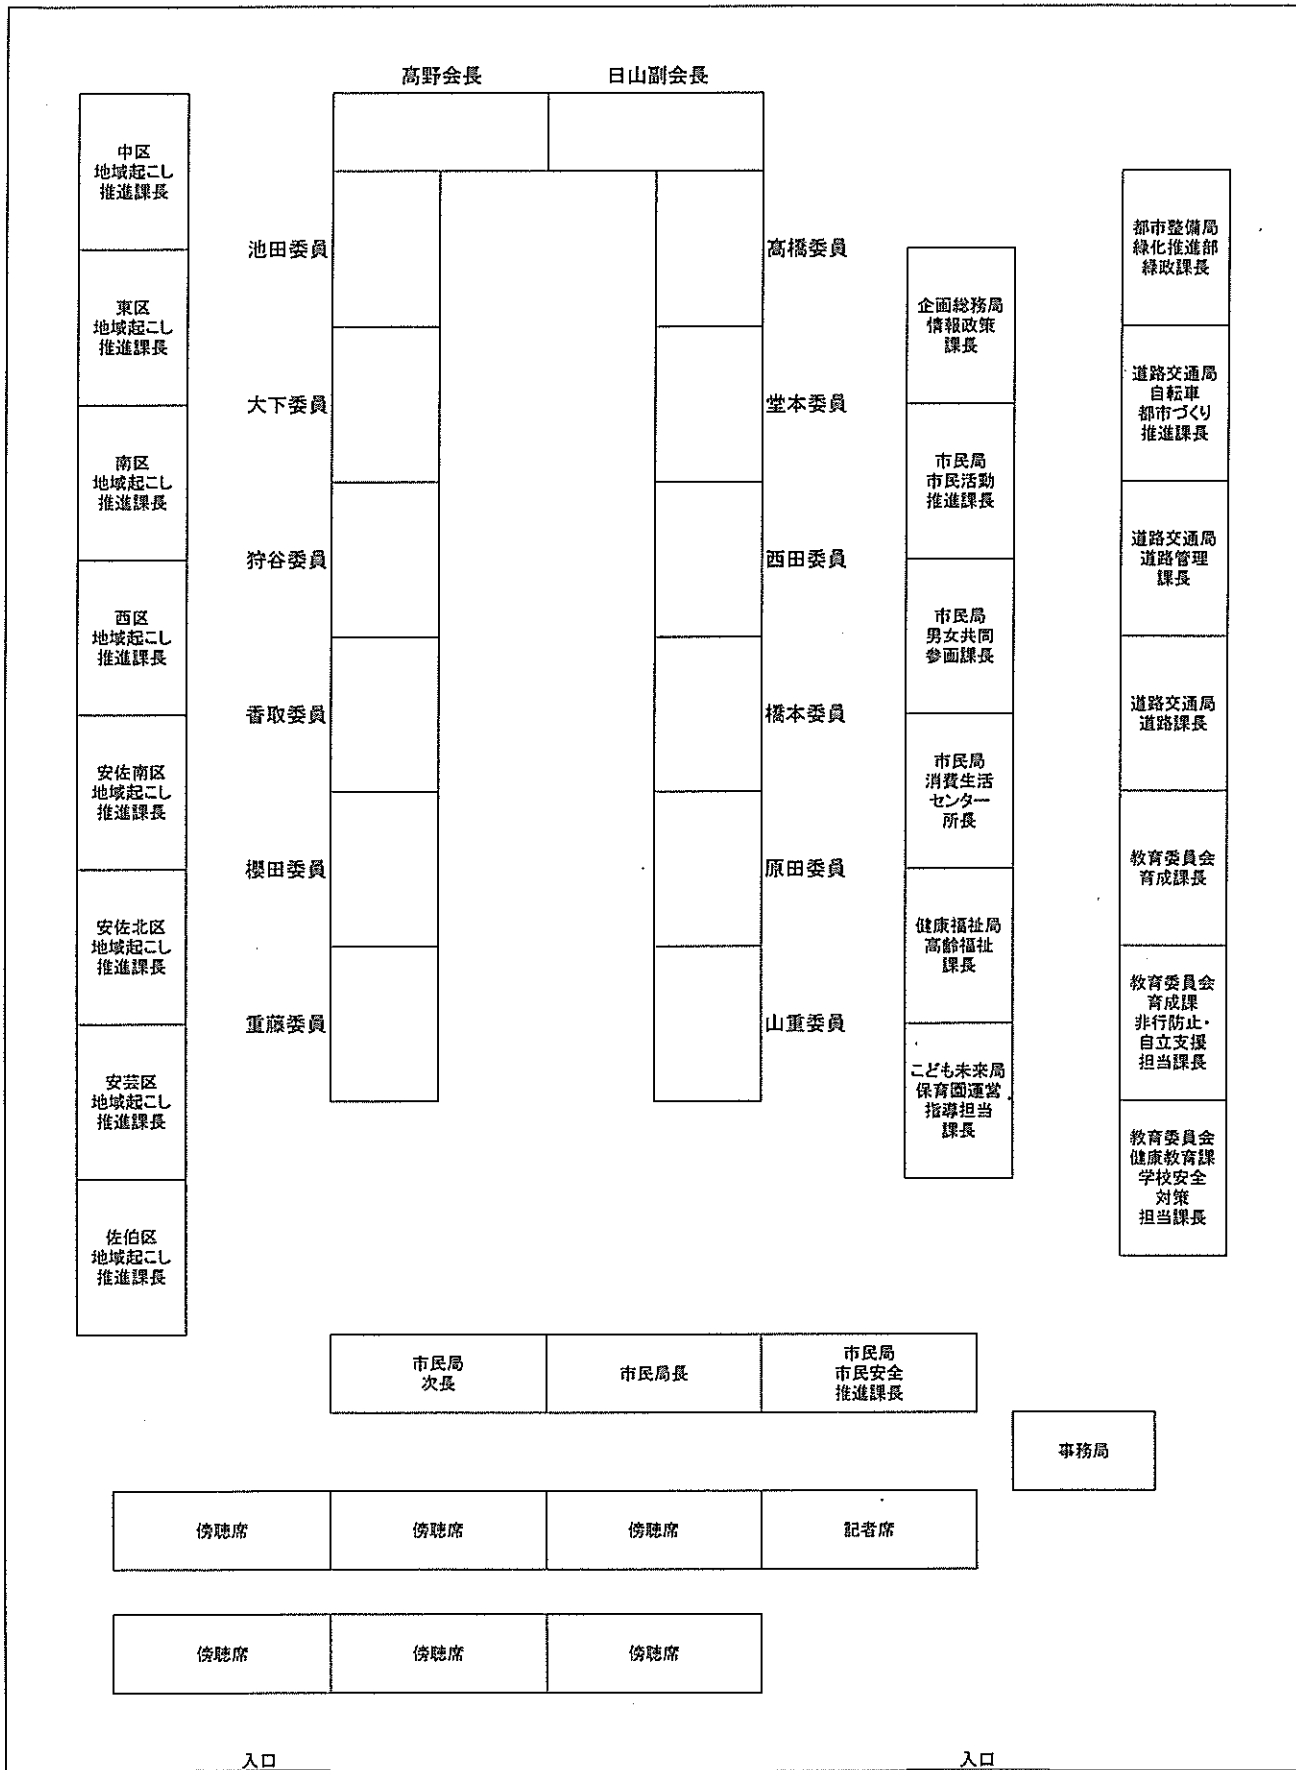 髙野会長
日山副会長
中区
地域起こし
推進課長
東区
地域起こし
推進課長
南区
地域起こし
推進課長
西区
地域起こし
推進課長
安佐南区
地域起こし
推進課長
安佐北区
地域起こし
推進課長
安芸区
地域起こし
推進課長
佐伯区
地域起こし
推進課長
池田委員
大下委員
狩谷委員
香取委員
櫻田委員
重藤委員
髙橋委員
堂本委員
西田委員
橋本委員
原田委員
山重委員
企画総務局
情報政策
課長
市民局
市民活動
推進課長
市民局
男女共同
参画課長
市民局
消費生活
センター
所長
健康福祉局
高齢福祉
課長
こども未来局
保育園運営
指導担当
課長
都市整備局
緑化推進部
緑政課長
道路交通局
自転車
都市づくり
推進課長
道路交通局
道路管理
課長
道路交通局
道路課長
教育委員会
育成課長
教育委員会
育成課
非行防止・
自立支援
担当課長
教育委員会
健康教育課
学校安全
対策
担当課長
市民局
次長
市民局長
市民局
市民安全
推進課長
事務局
傍聴席
傍聴席
傍聴席
記者席
傍聴席
傍聴席
傍聴席
入口
入口